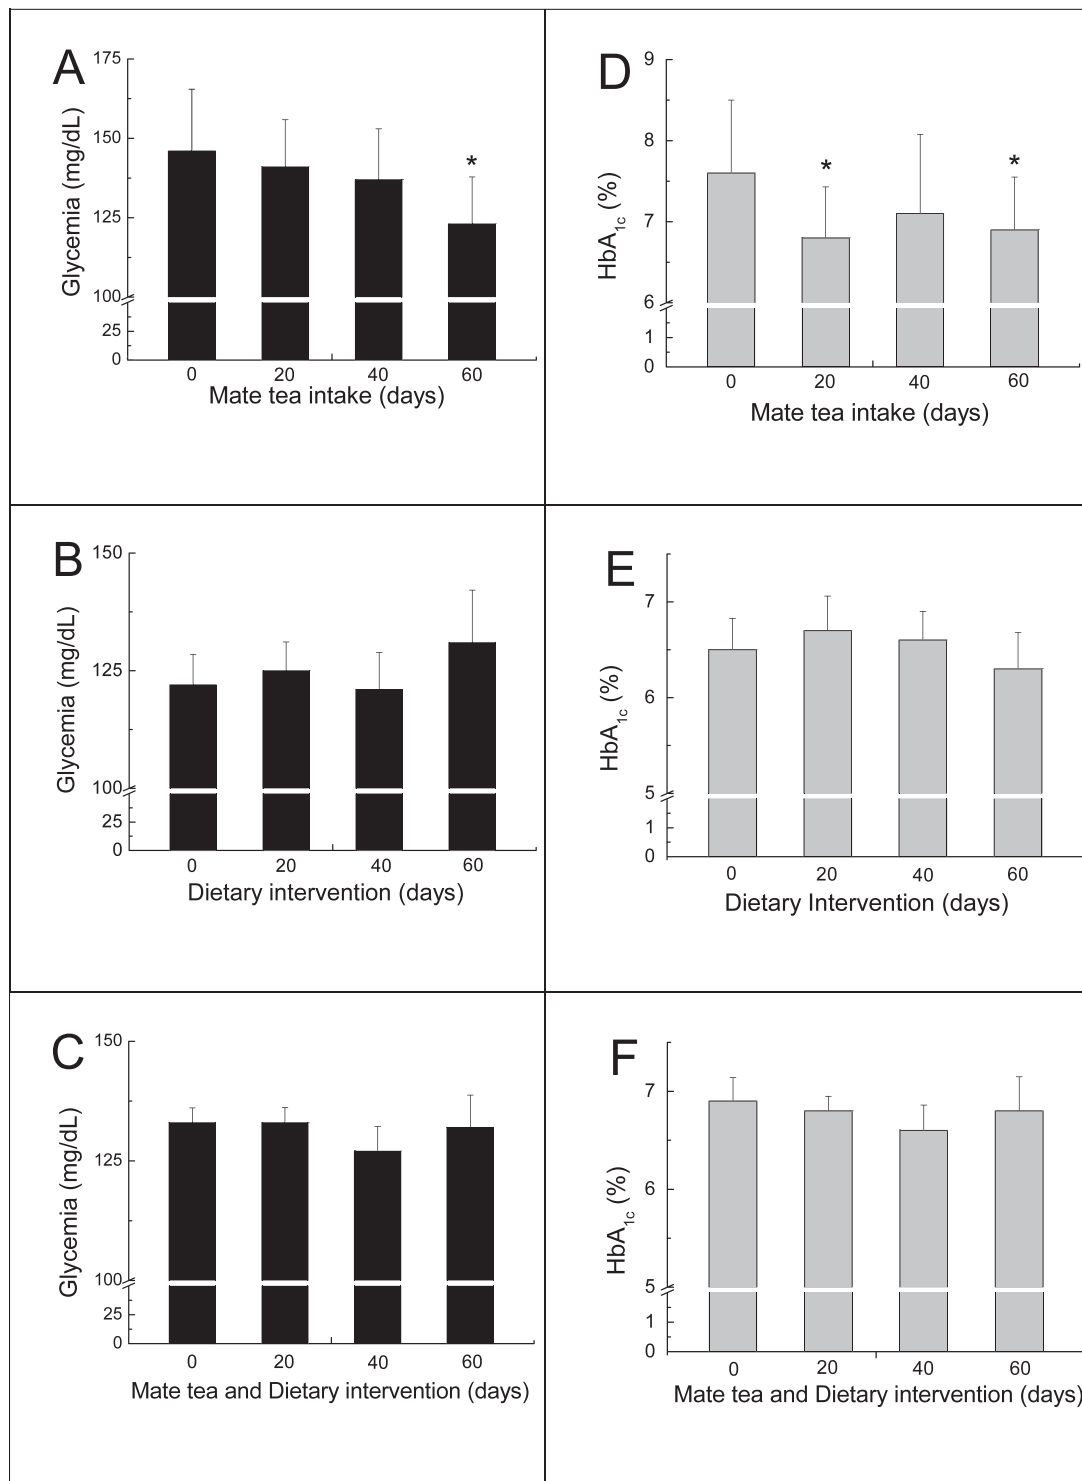 A
175
150
125
100
25
0
Glycemia (mg/dL)
*
0 20 40 60
Mate tea intake (days)
D
9
8
7
6
1
0
HbA1c (%)
* *
0 20 40 60
Mate tea intake (days)
B
150
125
100
25
0
Glycemia (mg/dL)
0 20 40 60
Dietary intervention (days)
E
7
6
5
1
0
HbA1c (%)
0 20 40 60
Dietary Intervention (days)
C
150
125
100
25
0
Glycemia (mg/dL)
0 20 40 60
Mate tea and Dietary intervention (days)
F
7
6
5
1
0
HbA1c (%)
0 20 40 60
Mate tea and Dietary intervention (days)